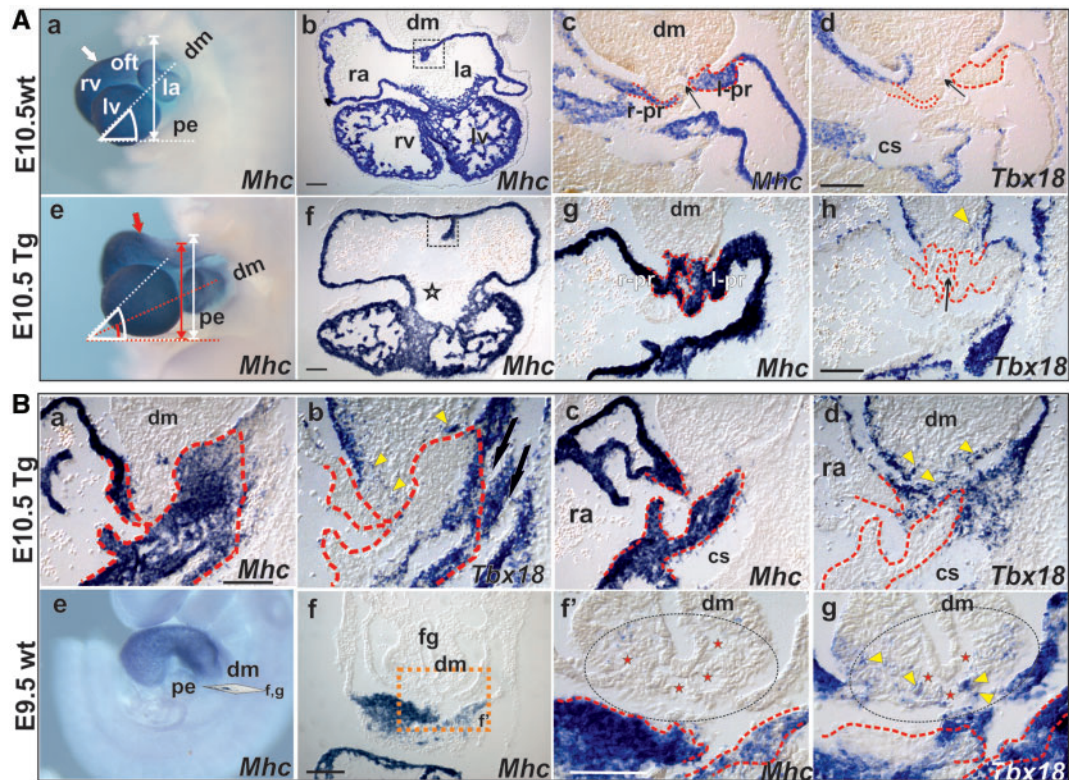 A
E10.5wt
a
dm
oft
rv
la
lv
pe
Mhc
b
dm
ra
la
rv
lv
Mhc
c
dm
l-pr
r-pr
Mhc
d
cs
Tbx18
E10.5 Tg
e
dm
pe
Mhc
f
Mhc
g
dm
r-pr
l-pr
Mhc
h
Tbx18
B
E10.5 Tg
a
dm
Mhc
b
Tbx18
c
ra
cs
Mhc
d
dm
ra
cs
Tbx18
E9.5 wt
e
dm
pe
f,g
Mhc
f
fg
dm
f'
Mhc
f'
dm
Mhc
g
dm
Tbx18